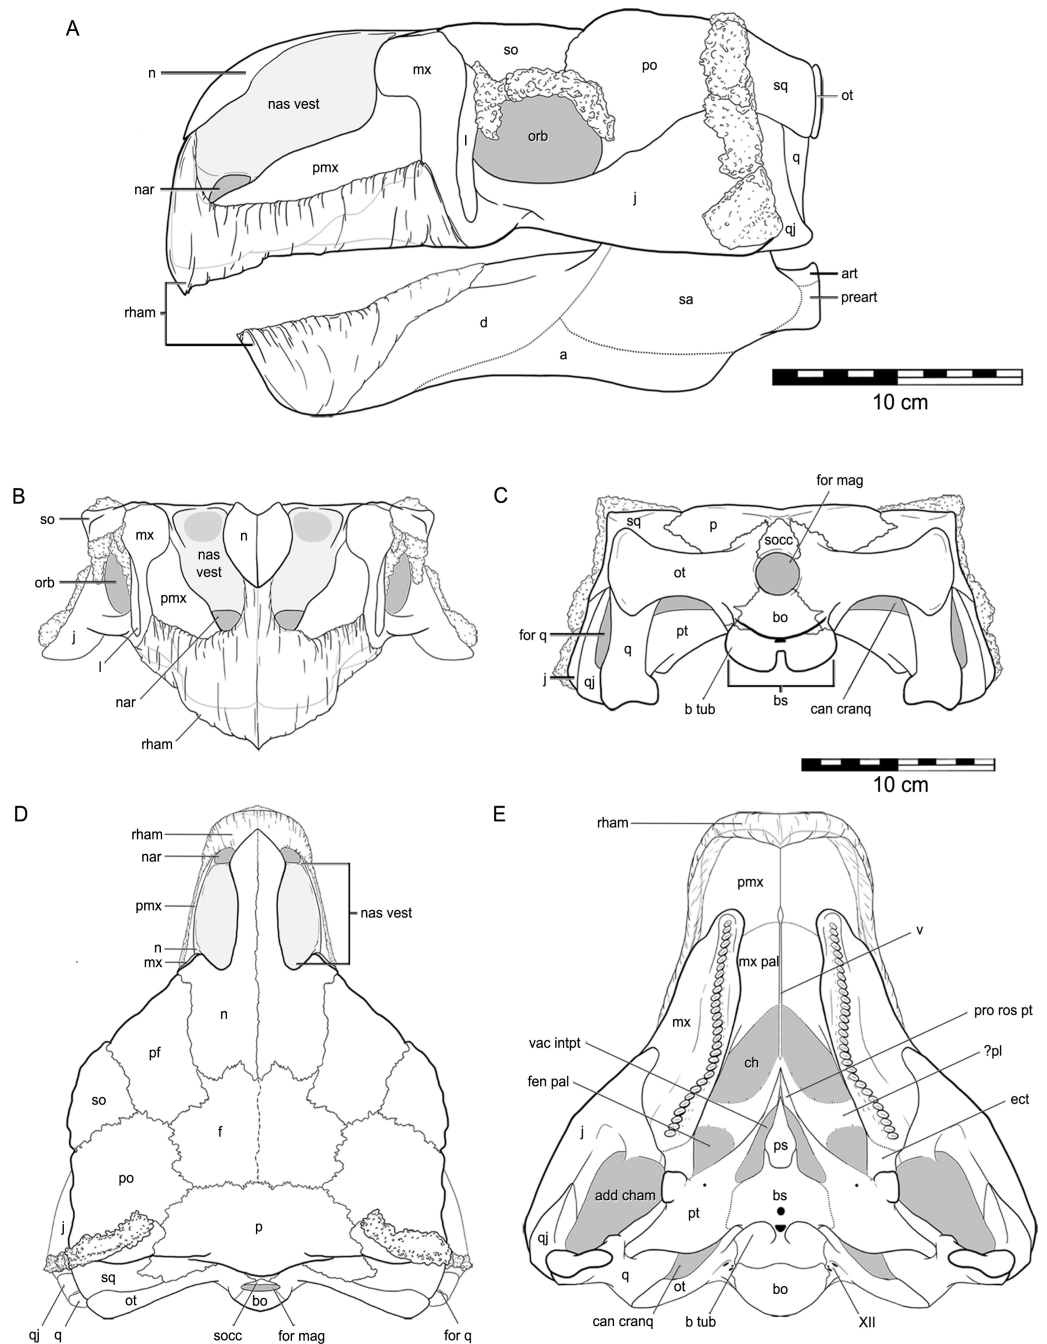 A
n
nas vest
mx
so
po
sq
ot
l
orb
q
nar
pmx
j
qj
art
preart
rham
d
sa
a
10 cm
B
so
mx
n
nas
vest
orb
pmx
j
l
nar
rham
C
for mag
sq
p
socc
ot
for q
bo
pt
q
j
qj
b tub
bs
can cranq
10 cm
D
rham
nar
pmx
nas vest
n
mx
n
pf
so
f
po
j
p
sq
ot
bo
qj
q
socc
for mag
for q
E
rham
pmx
v
mx pal
mx
pro ros pt
vac intpt
ch
?pl
fen pal
ect
j
ps
add cham
bs
pt
qj
q
ot
bo
can cranq
b tub
XII